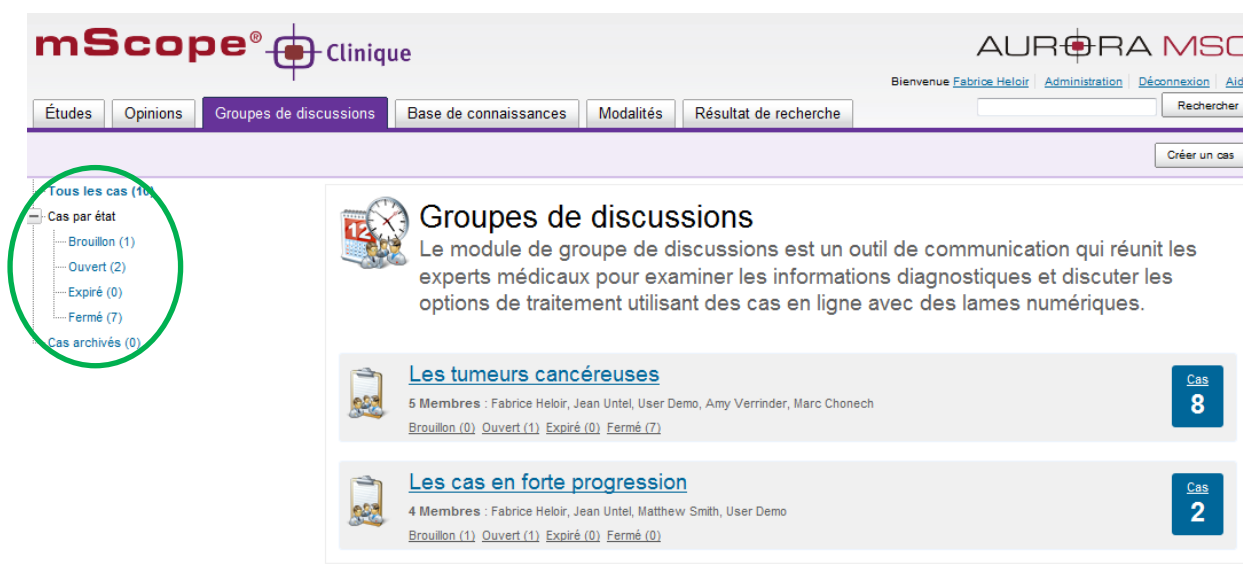 mScope® Clinique
AURORA MSC
Bienvenue Fabrice Heloir Administration Déconnexion Aid
Études Opinions Groupes de discussions Base de connaissances Modalités Résultat de recherche
Rechercher
Créer un cas
Tous les cas (10)
Cas par état
Brouillon (1)
Ouvert (2)
Expiré (0)
Fermé (7)
Cas archivés (0)
12
Groupes de discussions
Le module de groupe de discussions est un outil de communication qui réunit les
experts médicaux pour examiner les informations diagnostiques et discuter les
options de traitement utilisant des cas en ligne avec des lames numériques.
Les tumeurs cancéreuses
5 Membres : Fabrice Heloir, Jean Untel, User Demo, Amy Verrinder, Marc Chonech
Brouillon (0) Ouvert (1) Expiré (0) Fermé (7)
Cas
8
Les cas en forte progression
4 Membres : Fabrice Heloir, Jean Untel, Matthew Smith, User Demo
Brouillon (1) Ouvert (1) Expiré (0) Fermé (0)
Cas
2